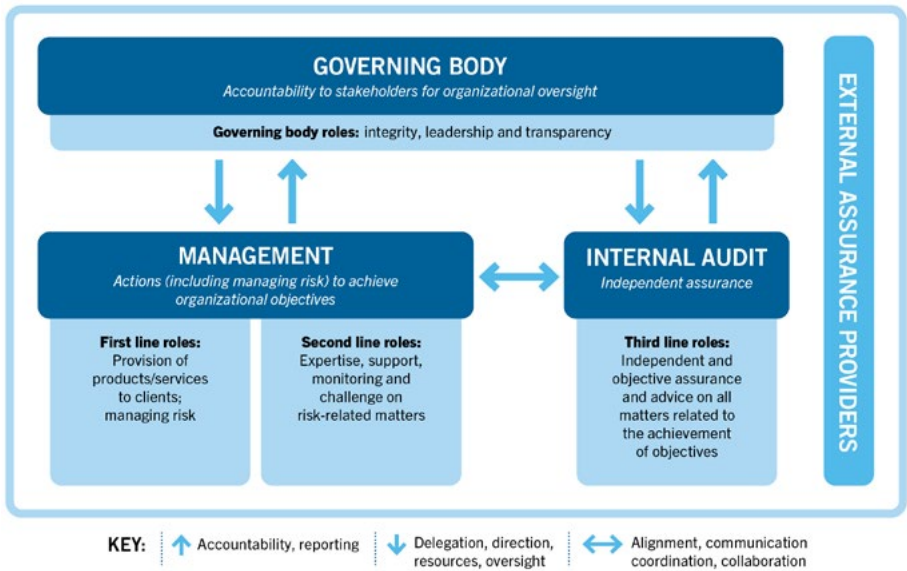 GOVERNING BODY
Accountability to stakeholders for organizational oversight
Governing body roles: integrity, leadership and transparency
MANAGEMENT
Actions (including managing risk) to achieve
organizational objectives
First line roles:
Provision of
products/services
to clients;
managing risk
Second line roles:
Expertise, support,
monitoring and
challenge on
risk-related matters
INTERNAL AUDIT
Independent assurance
Third line roles:
Independent and
objective assurance
and advice on all
matters related to
the achievement
of objectives
EXTERNAL ASSURANCE PROVIDERS
KEY:
Accountability, reporting
Delegation, direction,
resources, oversight
Alignment, communication
coordination, collaboration